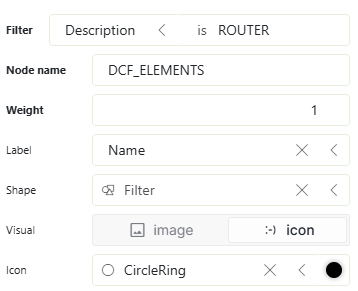 Filter Description is ROUTER
Node name DCF_ELEMENTS
Weight 1
Label Name
Shape Filter
Visual image :-) icon
Icon CircleRing